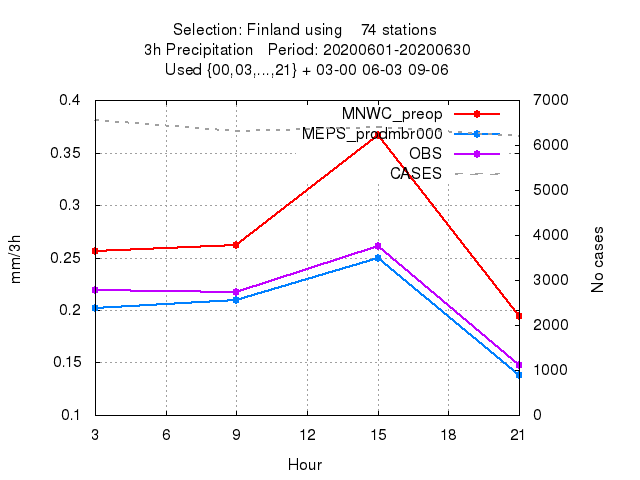 Selection: Finland using 74 stations
3h Precipitation Period: 20200601-20200630
Used {00,03,...,21} + 03-00 06-03 09-06
0.4
0.35
0.3
0.25
0.2
0.15
0.1
7000
6000
5000
4000
3000
2000
1000
0
MNWC_preop
MEPS_prodmbr000
OBS
CASES
mm/3h
No cases
3 6 9 12 15 18 21
Hour